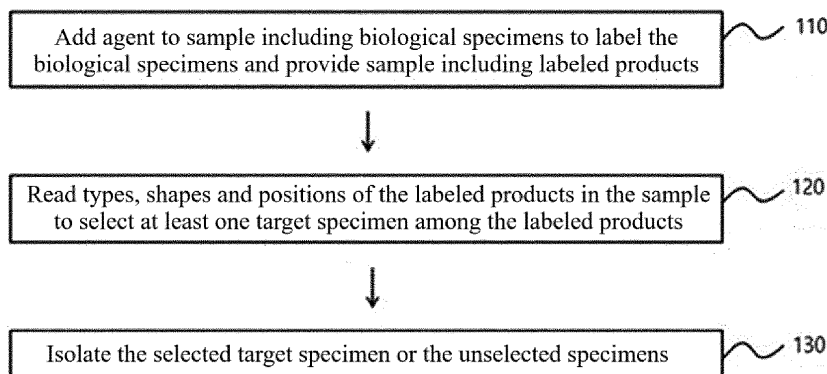 Add agent to sample including biological specimens to label the
biological specimens and provide sample including labeled products
110
Read types, shapes and positions of the labeled products in the sample
to select at least one target specimen among the labeled products
120
Isolate the selected target specimen or the unselected specimens
130